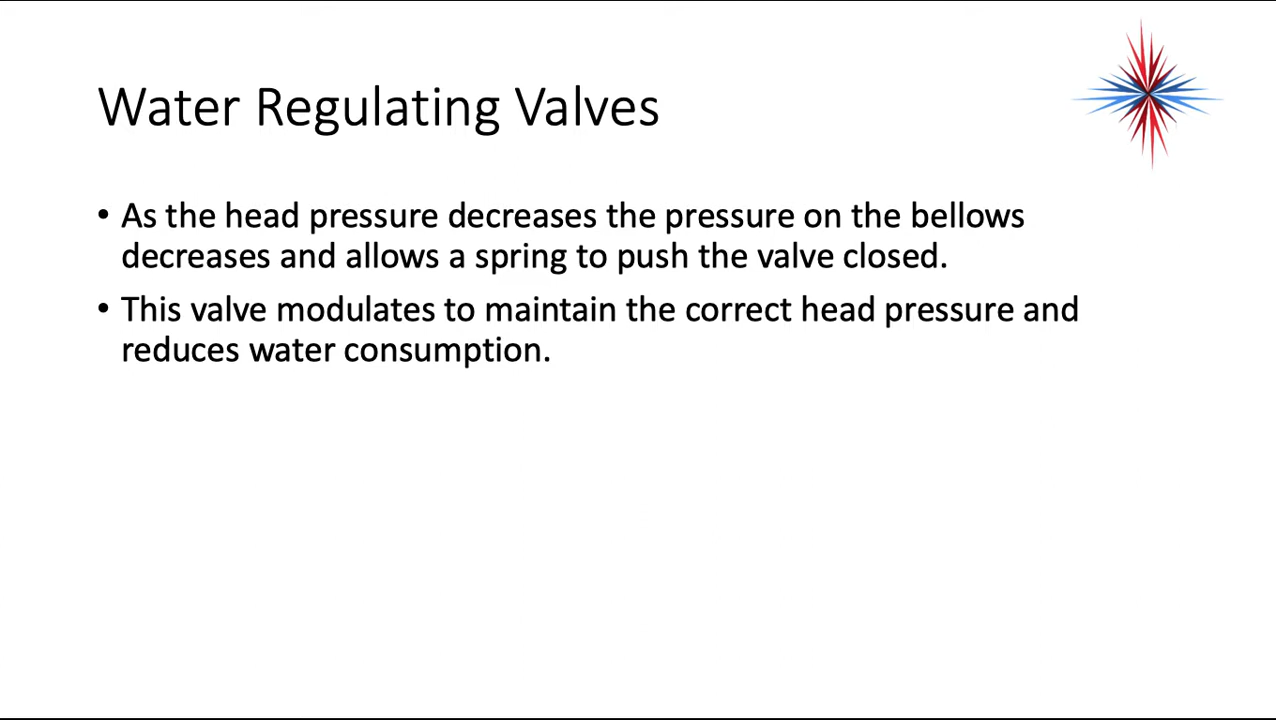 Water Regulating Valves
• As the head pressure decreases the pressure on the bellows
decreases and allows a spring to push the valve closed.
• This valve modulates to maintain the correct head pressure and
reduces water consumption.